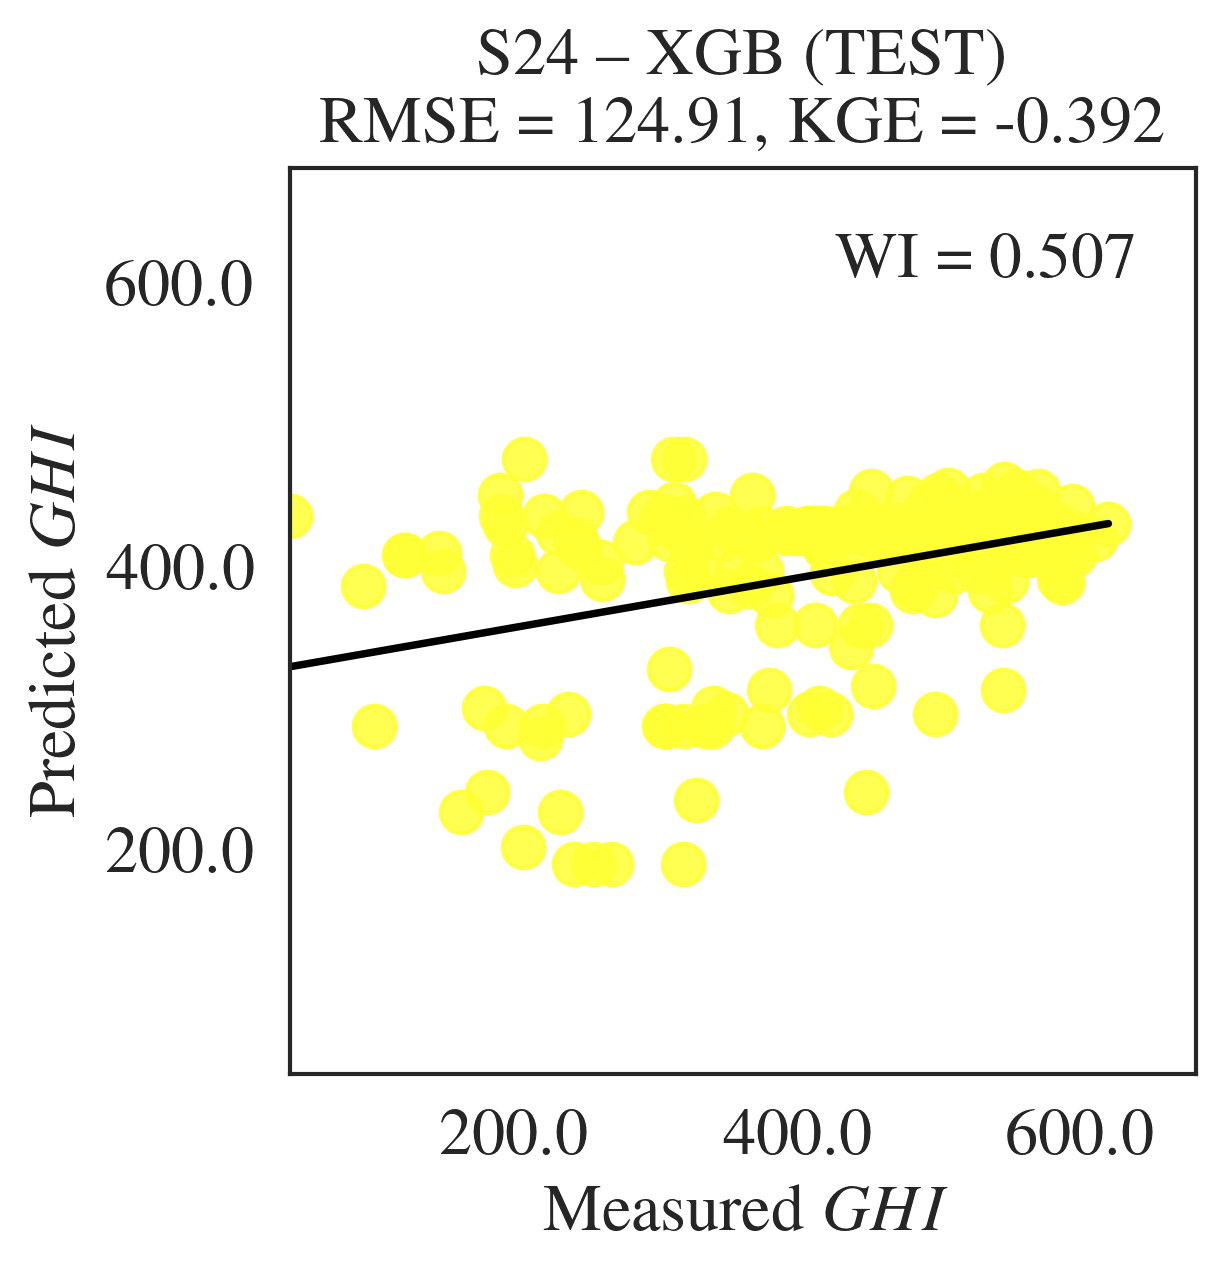 S24 – XGB (TEST)
RMSE = 124.91, KGE = -0.392
WI = 0.507
600.0
400.0
200.0
Predicted GHI
200.0 400.0 600.0
Measured GHI